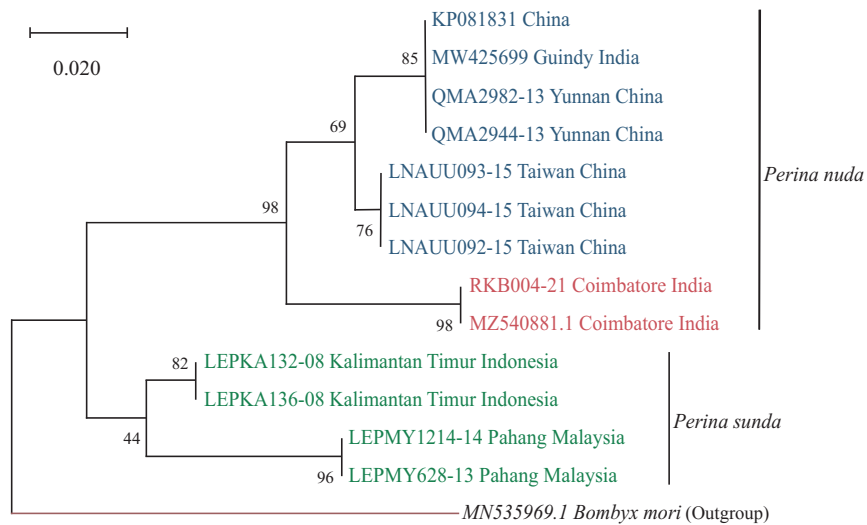 KP081831 China
85
MW425699 Guindy India
0.020
QMA2982-13 Yunnan China
69
QMA2944-13 Yunnan China
LNAUU093-15 Taiwan China
Perina nuda
98
LNAUU094-15 Taiwan China
76
LNAUU092-15 Taiwan China
RKB004-21 Coimbatore India
98
MZ540881.1 Coimbatore India
82
LEPKA132-08 Kalimantan Timur Indonesia
LEPKA136-08 Kalimantan Timur Indonesia
Perina sunda
44
LEPMY1214-14 Pahang Malaysia
96
LEPMY628-13 Pahang Malaysia
MN535969.1 Bombyx mori (Outgroup)